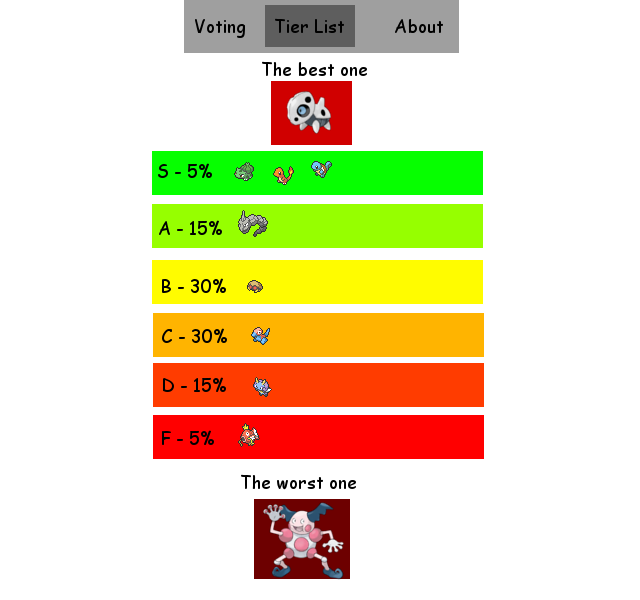 Voting Tier List About
The best one
S - 5%
A - 15%
B - 30%
C - 30%
D - 15%
F - 5%
The worst one